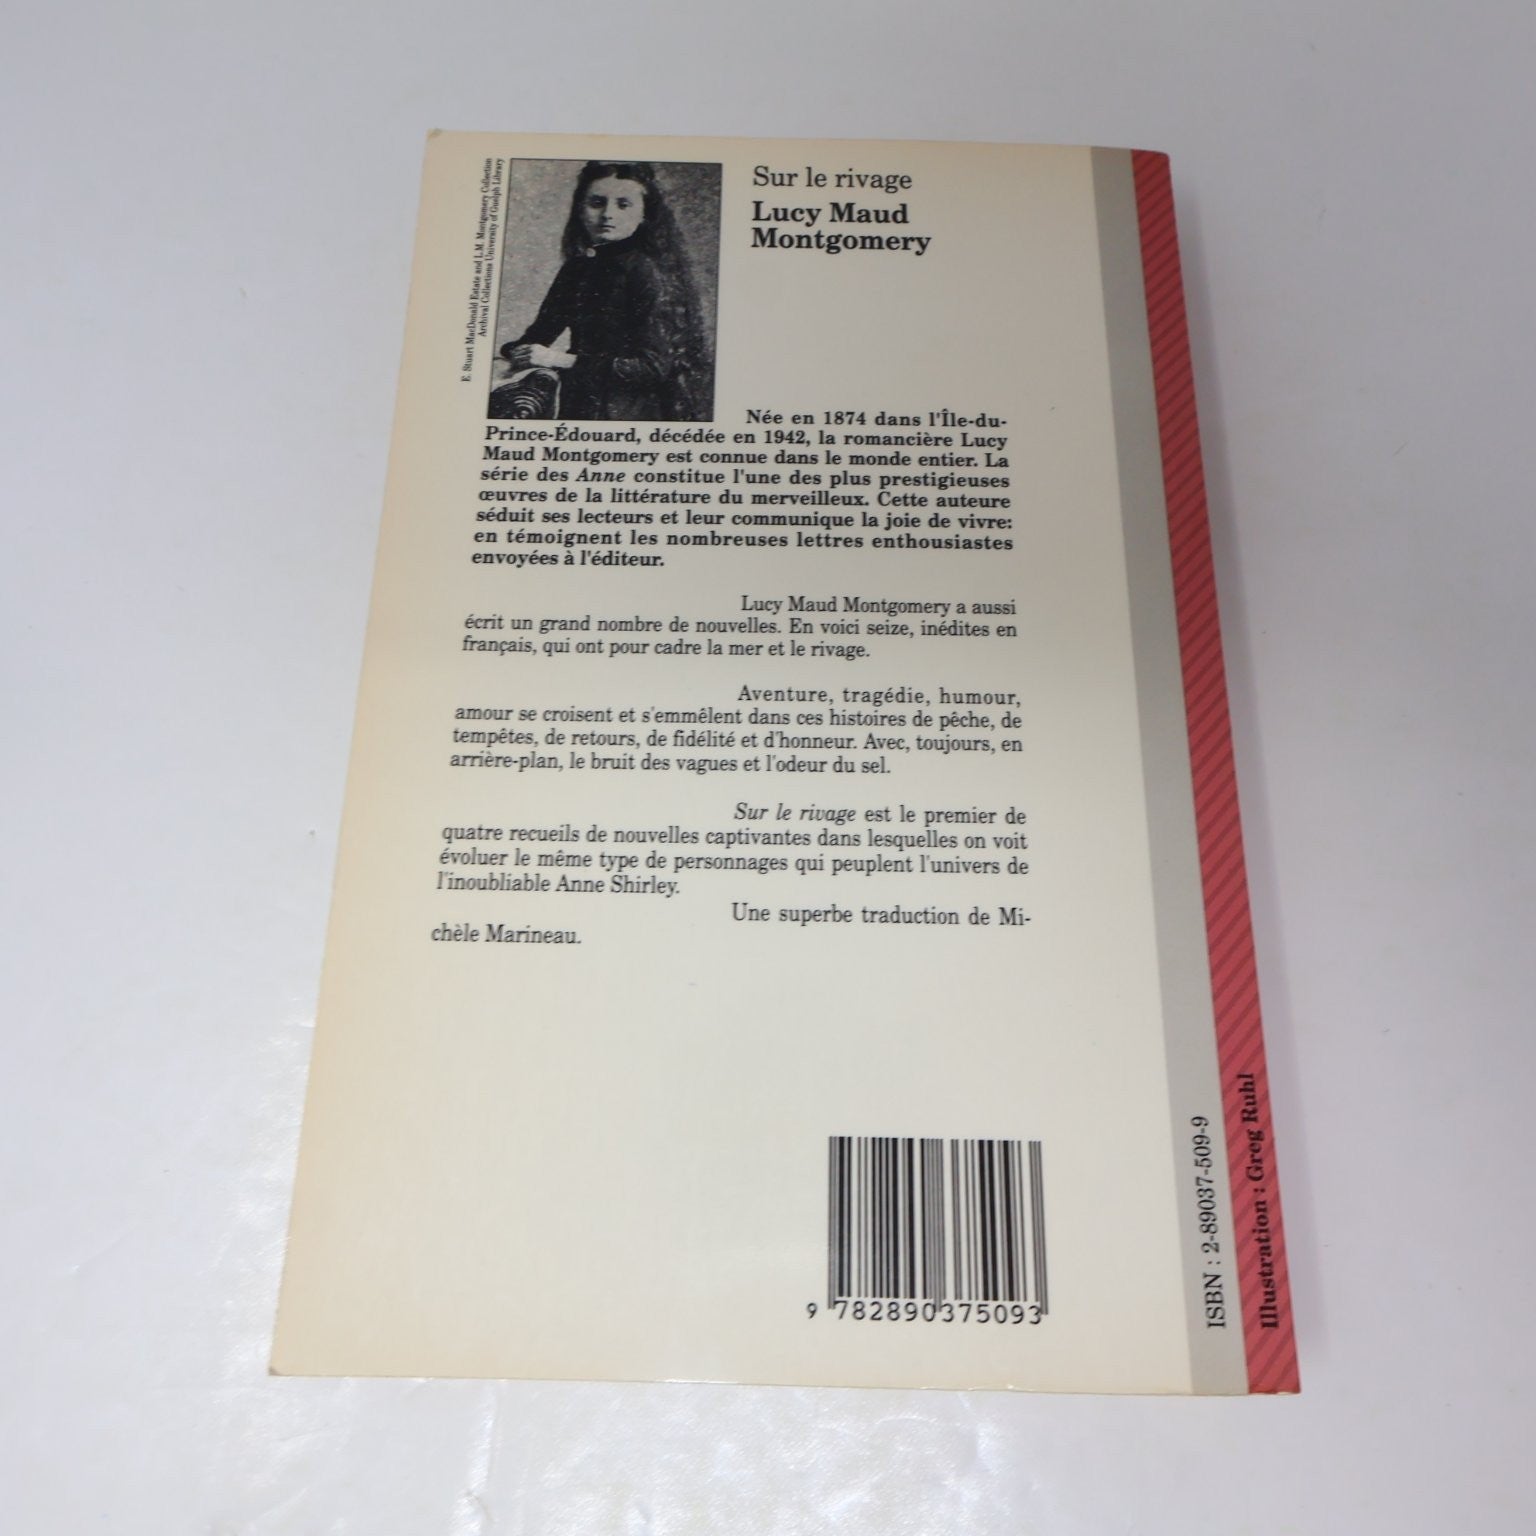 E. Stuart MacDonald Estate and L.M. Montgomery Collection
Archival Collections University of Guelph Library
Sur le rivage
Lucy Maud
Montgomery
Née en 1874 dans l'Île-du-
Prince-Édouard, décédée en 1942, la romancière Lucy
Maud Montgomery est connue dans le monde entier. La
série des Anne constitue l'une des plus prestigieuses
œuvres de la littérature du merveilleux. Cette auteure
séduit ses lecteurs et leur communique la joie de vivre:
en témoignent les nombreuses lettres enthousiastes
envoyées à l'éditeur.
Lucy Maud Montgomery a aussi
écrit un grand nombre de nouvelles. En voici seize, inédites en
français, qui ont pour cadre la mer et le rivage.
Aventure, tragédie, humour,
amour se croisent et s'emmêlent dans ces histoires de pêche, de
tempêtes, de retours, de fidélité et d'honneur. Avec, toujours, en
arrière-plan, le bruit des vagues et l'odeur du sel.
Sur le rivage est le premier de
quatre recueils de nouvelles captivantes dans lesquelles on voit
évoluer le même type de personnages qui peuplent l'univers de
l'inoubliable Anne Shirley.
Une superbe traduction de Mi-
chèle Marineau.
9 782890 375093
ISBN : 2-89037-509-9
Illustration : Greg Ruhl